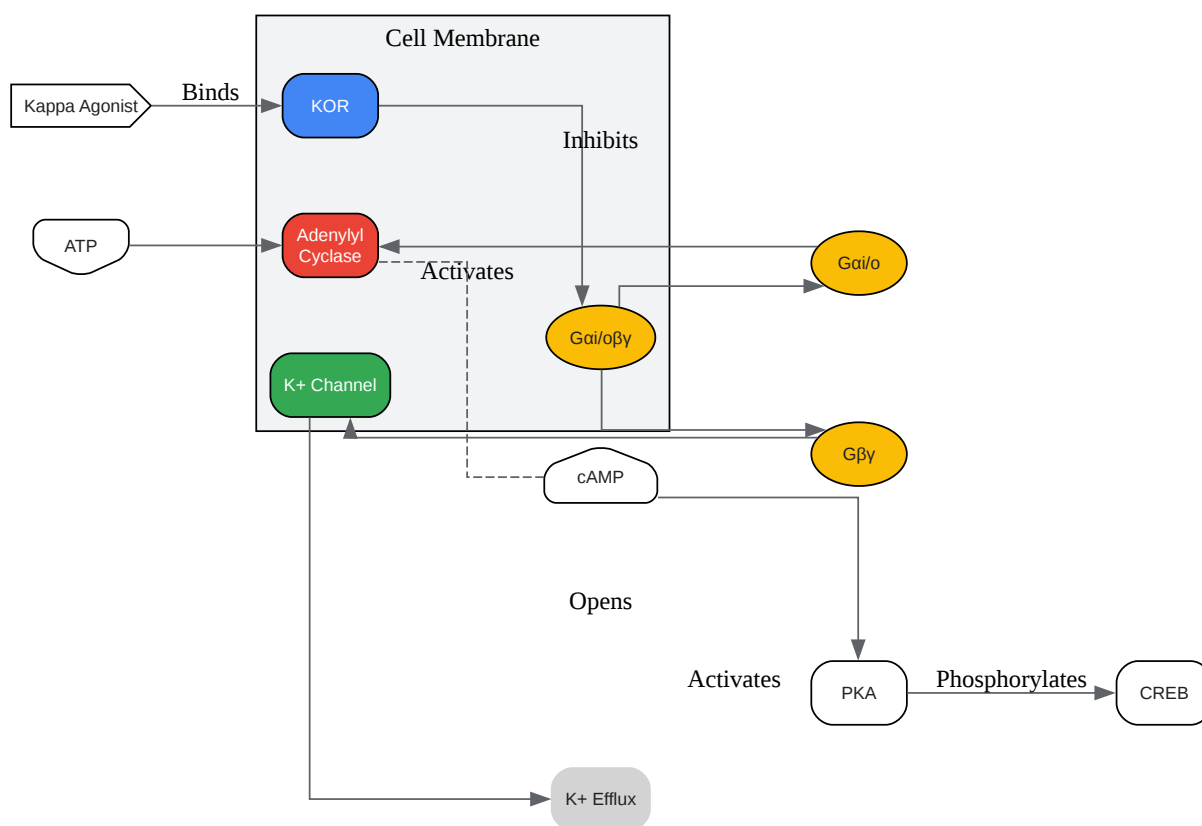 Cell Membrane
Kappa Agonist
Binds
KOR
Inhibits
ATP
Adenylyl
Cyclase
Activates
Gαi/o
Gαi/oβγ
K+ Channel
Gβγ
cAMP
Opens
Activates
PKA
Phosphorylates
CREB
K+ Efflux